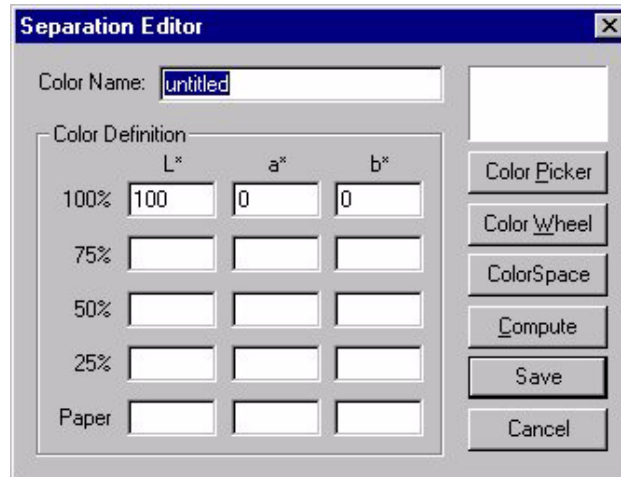 Separation Editor
Color Name: untitled
Color Definition
L* a* b*
100% 100 0 0
75%
50%
25%
Paper
Color Picker
Color Wheel
ColorSpace
Compute
Save
Cancel